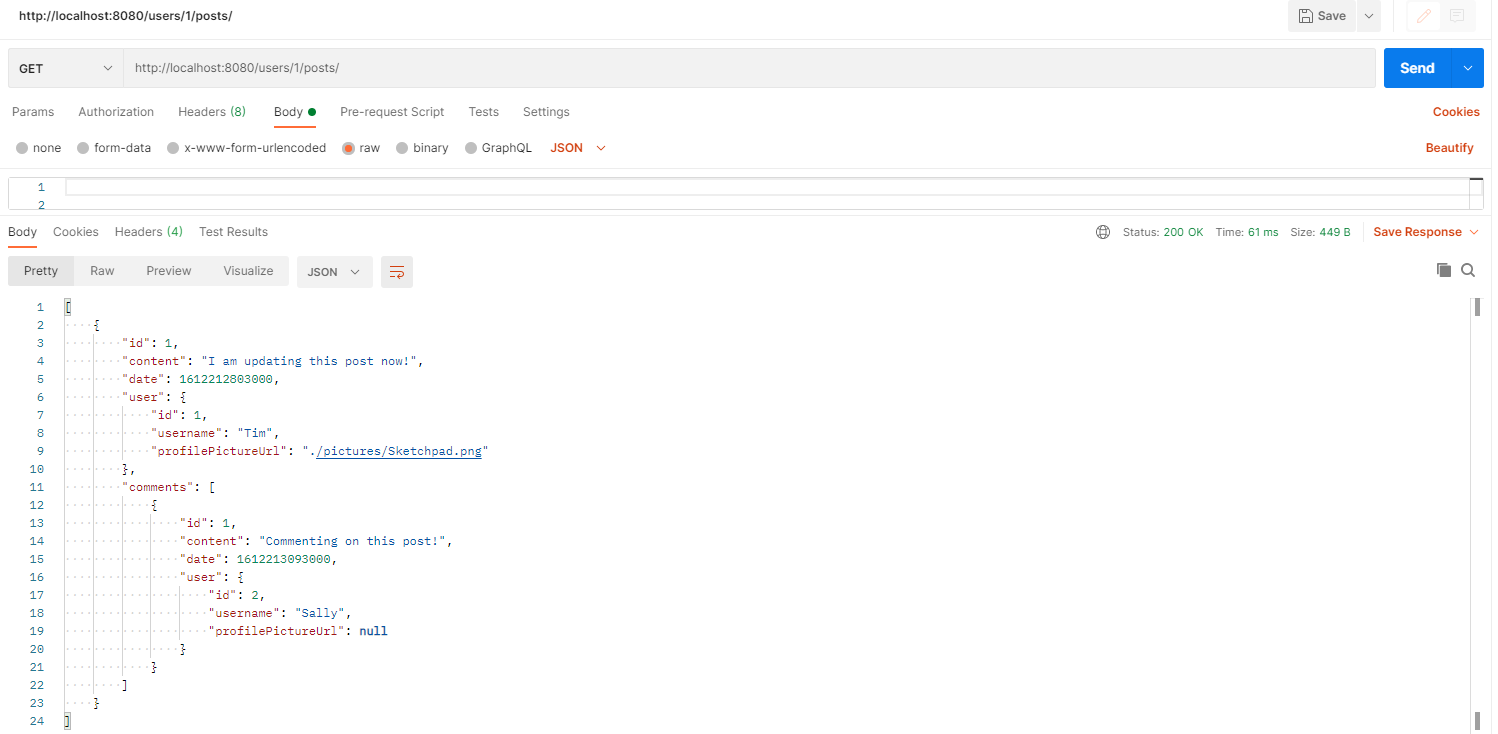 http://localhost:8080/users/1/posts/ Save
GET http://localhost:8080/users/1/posts/ Send
Params Authorization Headers (8) Body Pre-request Script Tests Settings Cookies
none form-data x-www-form-urlencoded raw binary GraphQL JSON Beautify
1
2
Body Cookies Headers (4) Test Results Status: 200 OK Time: 61 ms Size: 449 B Save Response
Pretty Raw Preview Visualize JSON
1 [
2 {
3 "id": 1,
4 "content": "I am updating this post now!",
5 "date": 1612212803000,
6 "user": {
7 "id": 1,
8 "username": "Tim",
9 "profilePictureUrl": "./pictures/Sketchpad.png"
10 },
11 "comments": [
12 {
13 "id": 1,
14 "content": "Commenting on this post!",
15 "date": 1612213093000,
16 "user": {
17 "id": 2,
18 "username": "Sally",
19 "profilePictureUrl": null
20 }
21 }
22 ]
23 }
24 ]